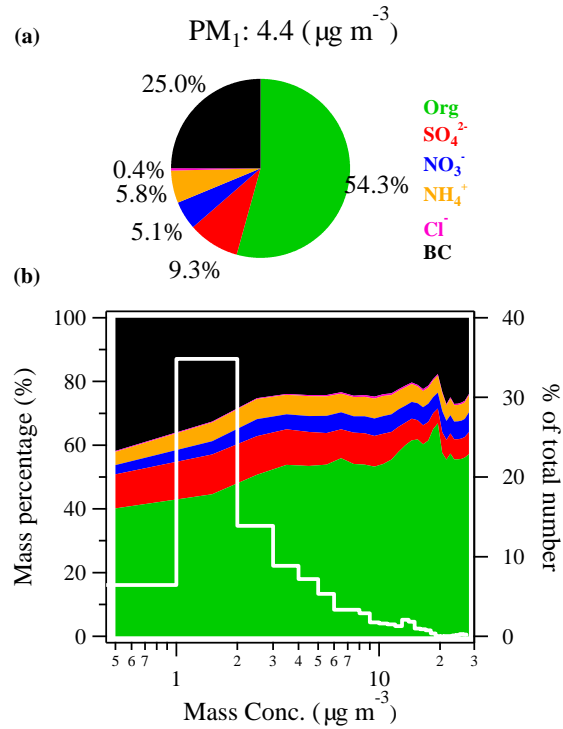 (a)
PM₁: 4.4 (µg m⁻³)
25.0%
0.4%
5.8%
5.1%
9.3%
54.3%
Org
SO₄²⁻
NO₃⁻
NH₄⁺
Cl⁻
BC
(b)
Mass percentage (%)
100
80
60
40
20
0
40
30
20
10
0
% of total number
5 6 7 2 3 4 5 6 7 2 3
1 10
Mass Conc. (µg m⁻³)